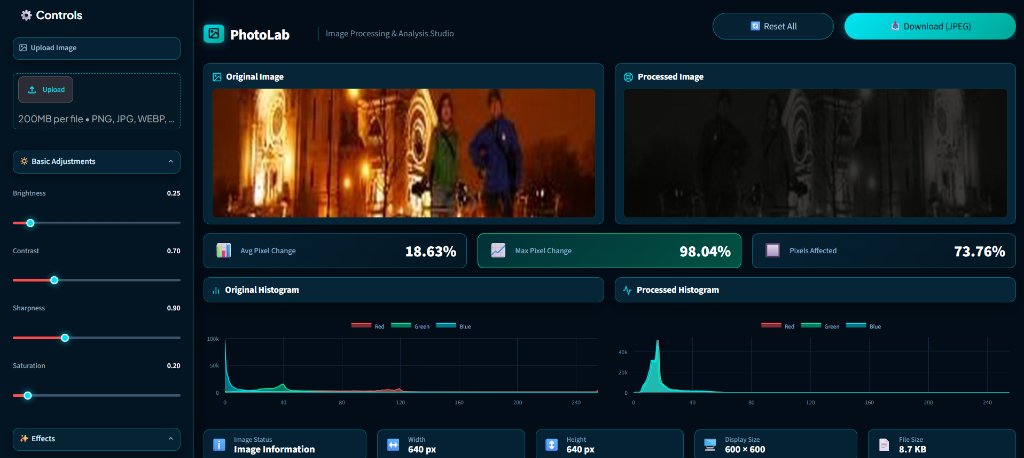 Controls
Upload Image
Upload
200MB per file • PNG, JPG, WEBP, ...
Basic Adjustments
Brightness 0.25
Contrast 0.70
Sharpness 0.90
Saturation 0.20
Effects
PhotoLab
Image Processing & Analysis Studio
Reset All
Download (JPEG)
Original Image
Processed Image
Avg Pixel Change 18.63%
Max Pixel Change 98.04%
Pixels Affected 73.76%
Original Histogram
Processed Histogram
Red Green Blue
100k
50k
0
0 40 80 120 160 200 240
Red Green Blue
40k
20k
0
0 40 80 120 160 200 240
Image Status
Image Information
Width
640 px
Height
640 px
Display Size
600 × 600
File Size
8.7 KB